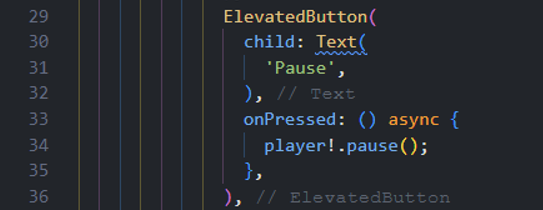 29 ElevatedButton(
30 child: Text(
31 'Pause',
32 ), // Text
33 onPressed: () async {
34 player!.pause();
35 },
36 ), // ElevatedButton